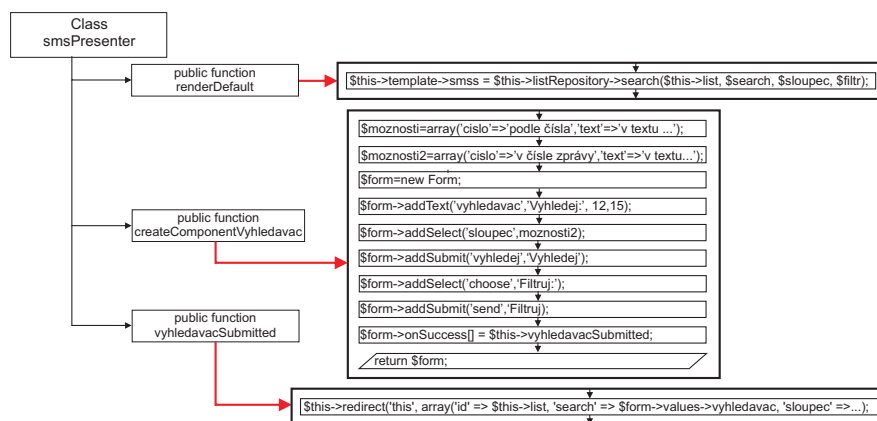 Class
smsPresenter
public function
renderDefault
$this->template->smss = $this->listRepository->search($this->list, $search, $sloupec, $filtr);
$moznosti=array('cislo'=>'podle čísla','text'=>'v textu ...');
$moznosti2=array('cislo'=>'v čísle zprávy','text'=>'v textu...');
$form=new Form;
$form->addText('vyhledavac','Vyhledej:', 12,15);
public function
createComponentVyhledavac
$form->addSelect('sloupec',moznosti2);
$form->addSubmit('vyhledej','Vyhledej');
$form->addSelect('choose','Filtruj:');
$form->addSubmit('send','Filtruj);
public function
vyhledavacSubmitted
$form->onSuccess[] = $this->vyhledavacSubmitted;
return $form;
$this->redirect('this', array('id' => $this->list, 'search' => $form->values->vyhledavac, 'sloupec' =>...);